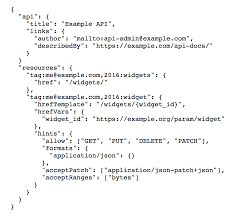 {
  "api": {
    "title": "Example API",
    "links": {
      "author": "mailto:api-admin@example.com",
      "describedBy": "https://example.com/api-docs/"
    }
  }
  "resources": {
    "tag:me@example.com,2016:widgets": {
      "href": "/widgets/"
    },
    "tag:me@example.com,2016:widget": {
      "hrefTemplate": "/widgets/{widget_id}",
      "hrefVars": {
        "widget_id": "https://example.org/param/widget"
      },
      "hints": {
        "allow": ["GET", "PUT", "DELETE", "PATCH"],
        "formats": {
          "application/json": {}
        },
        "acceptPatch": ["application/json-patch+json"],
        "acceptRanges": ["bytes"]
      }
    }
  }
}